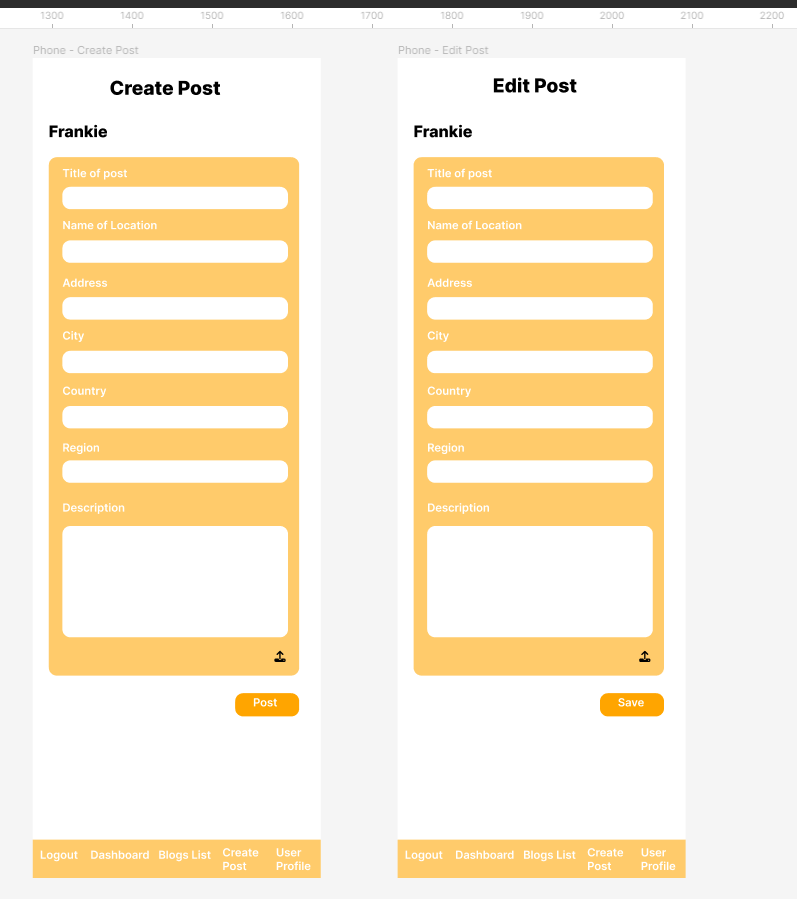 1300 1400 1500 1600 1700 1800 1900 2000 2100 2200
Phone - Create Post
Create Post
Frankie
Title of post
Name of Location
Address
City
Country
Region
Description
Post
Logout Dashboard Blogs List Create Post User Profile
Phone - Edit Post
Edit Post
Frankie
Title of post
Name of Location
Address
City
Country
Region
Description
Save
Logout Dashboard Blogs List Create Post User Profile